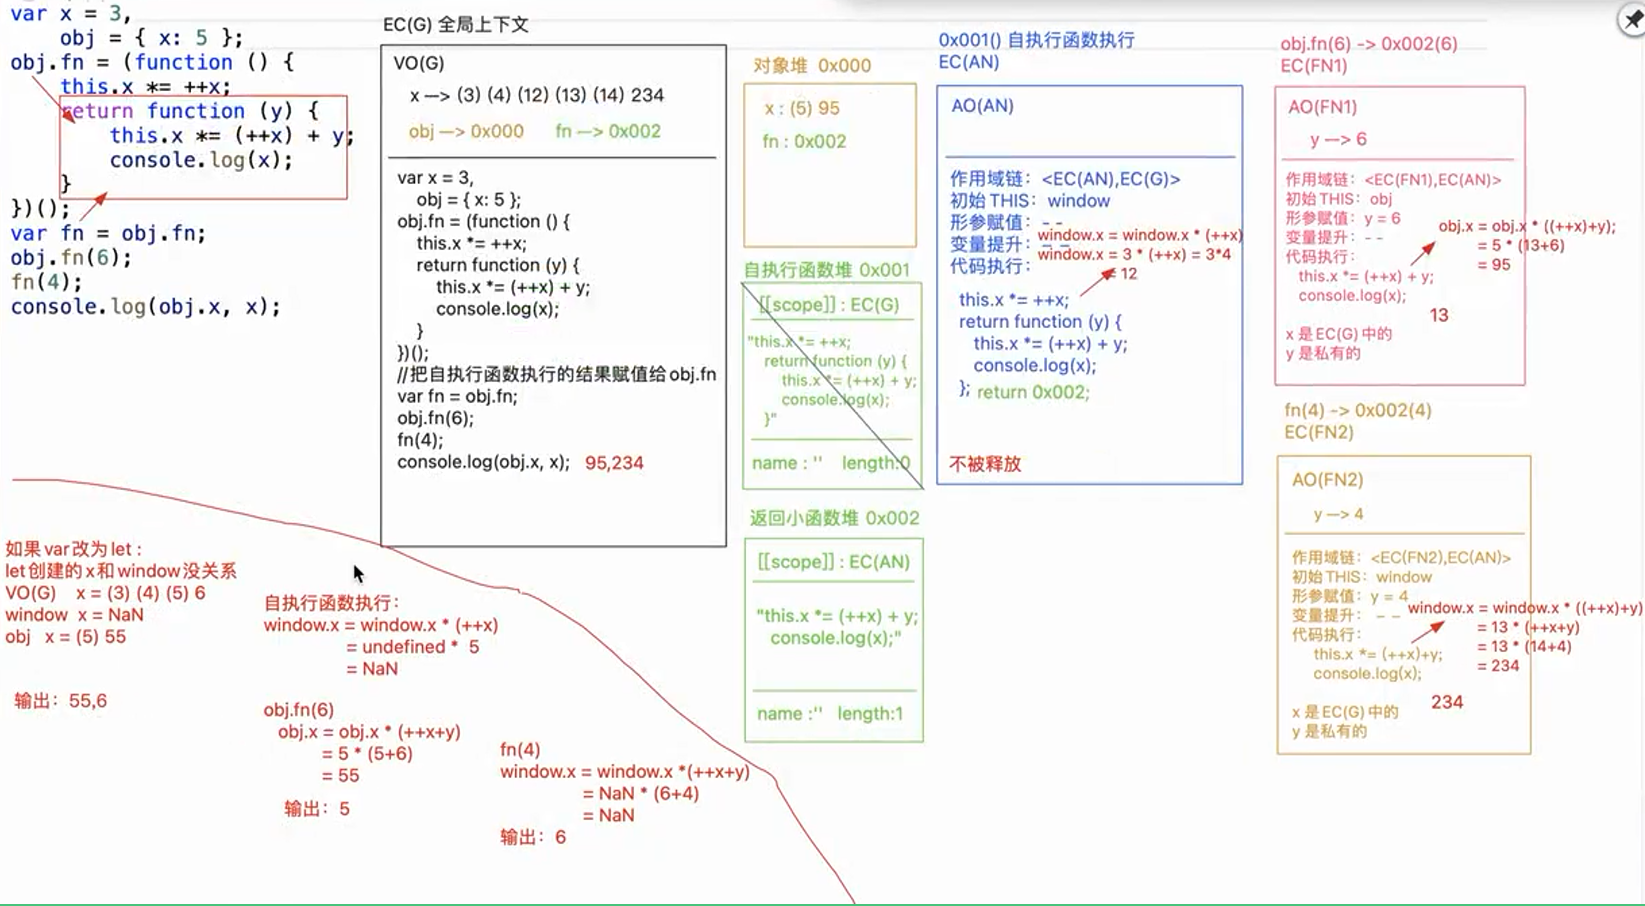 var x = 3,
obj = { x: 5 };
obj.fn = (function () {
this.x *= ++x;
return function (y) {
this.x *= (++x) + y;
console.log(x);
}
})();
var fn = obj.fn;
obj.fn(6);
fn(4);
console.log(obj.x, x);
EC(G) 全局上下文
VO(G)
x —> (3) (4) (12) (13) (14) 234
obj —> 0x000 fn —> 0x002
var x = 3,
obj = { x: 5 };
obj.fn = (function () {
this.x *= ++x;
return function (y) {
this.x *= (++x) + y;
console.log(x);
}
})();
//把自执行函数执行的结果赋值给obj.fn
var fn = obj.fn;
obj.fn(6);
fn(4);
console.log(obj.x, x); 95,234
对象堆 0x000
x : (5) 95
fn : 0x002
自执行函数堆 0x001
[[scope]] : EC(G)
"this.x *= ++x;
return function (y) {
this.x *= (++x) + y;
console.log(x);
}"
name : '' length:0
返回小函数堆 0x002
[[scope]] : EC(AN)
"this.x *= (++x) + y;
console.log(x);"
name :'' length:1
0x001() 自执行函数执行
EC(AN)
AO(AN)
作用域链：<EC(AN),EC(G)>
初始THIS：window
形参赋值：- -
变量提升：- -
代码执行：
window.x = window.x * (++x)
window.x = 3 * (++x) = 3*4
= 12
this.x *= ++x;
return function (y) {
this.x *= (++x) + y;
console.log(x);
}; return 0x002;
不被释放
obj.fn(6) -> 0x002(6)
EC(FN1)
AO(FN1)
y —> 6
作用域链：<EC(FN1),EC(AN)>
初始THIS：obj
形参赋值：y = 6
变量提升：- -
代码执行：
this.x *= (++x) + y;
console.log(x);
obj.x = obj.x * ((++x)+y);
= 5 * (13+6)
= 95
13
x 是EC(G)中的
y 是私有的
fn(4) -> 0x002(4)
EC(FN2)
AO(FN2)
y —> 4
作用域链：<EC(FN2),EC(AN)>
初始THIS：window
形参赋值：y = 4
变量提升：- -
代码执行：
this.x *= (++x)+y;
console.log(x);
window.x = window.x * ((++x)+y)
= 13 * (++x+y)
= 13 * (14+4)
= 234
234
x 是EC(G)中的
y 是私有的
如果var改为let：
let创建的x和window没关系
VO(G) x = (3) (4) (5) 6
window x = NaN
obj x = (5) 55
输出：55,6
自执行函数执行：
window.x = window.x * (++x)
= undefined * 5
= NaN
obj.fn(6)
obj.x = obj.x * (++x+y)
= 5 * (5+6)
= 55
输出：5
fn(4)
window.x = window.x *(++x+y)
= NaN * (6+4)
= NaN
输出：6